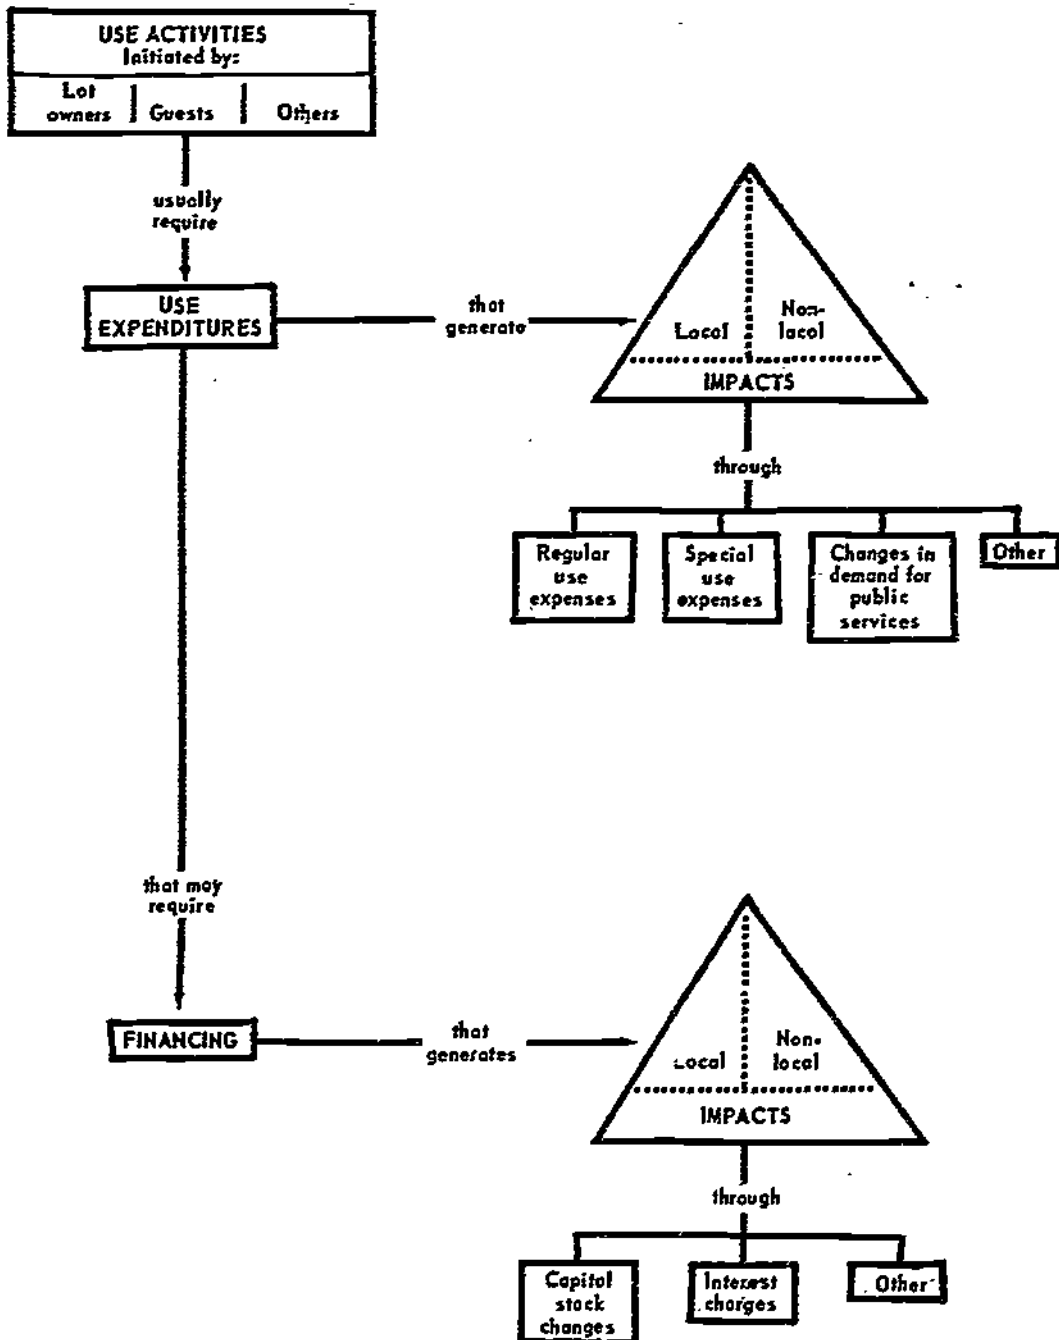 USE ACTIVITIES
Initiated by:
Lot
owners
Guests
Others
usually
require
USE
EXPENDITURES
that
generate
Local
Non-
local
IMPACTS
through
Regular
use
expenses
Special
use
expenses
Changes in
demand for
public
services
Other
that may
require
FINANCING
that
generates
Local
Non-
local
IMPACTS
through
Capital
stock
changes
Interest
charges
Other